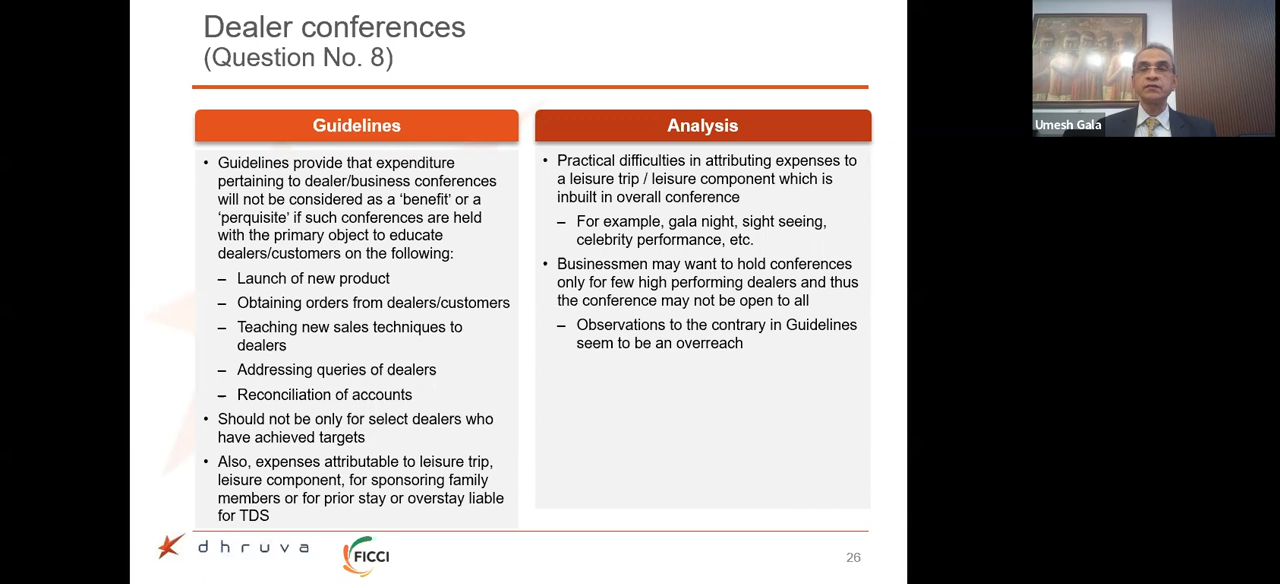 Dealer conferences
(Question No. 8)
Guidelines
• Guidelines provide that expenditure
pertaining to dealer/business conferences
will not be considered as a ‘benefit’ or a
‘perquisite’ if such conferences are held
with the primary object to educate
dealers/customers on the following:
– Launch of new product
– Obtaining orders from dealers/customers
– Teaching new sales techniques to
dealers
– Addressing queries of dealers
– Reconciliation of accounts
• Should not be only for select dealers who
have achieved targets
• Also, expenses attributable to leisure trip,
leisure component, for sponsoring family
members or for prior stay or overstay liable
for TDS
Analysis
• Practical difficulties in attributing expenses to
a leisure trip / leisure component which is
inbuilt in overall conference
– For example, gala night, sight seeing,
celebrity performance, etc.
• Businessmen may want to hold conferences
only for few high performing dealers and thus
the conference may not be open to all
– Observations to the contrary in Guidelines
seem to be an overreach
Umesh Gala
dhruva
FICCI
26